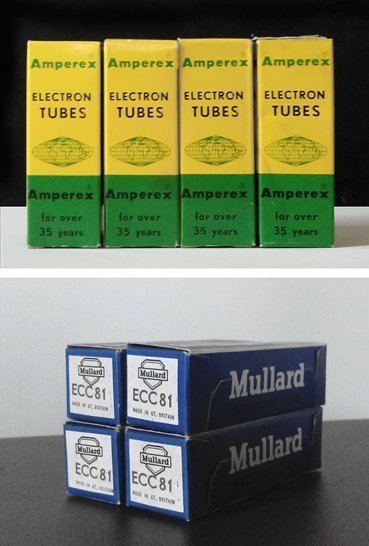 Amperex
ELECTRON
TUBES
Amperex
for over
35 years
Amperex
ELECTRON
TUBES
Amperex
for over
35 years
Amperex
ELECTRON
TUBES
Amperex
for over
35 years
Amperex
ELECTRON
TUBES
Amperex
for over
35 years
Mullard
ECC81
MADE IN GT. BRITAIN
Mullard
ECC81
MADE IN GT. BRITAIN
Mullard
Mullard
ECC81
MADE IN GT. BRITAIN
Mullard
ECC81
MADE IN GT. BRITAIN
Mullard